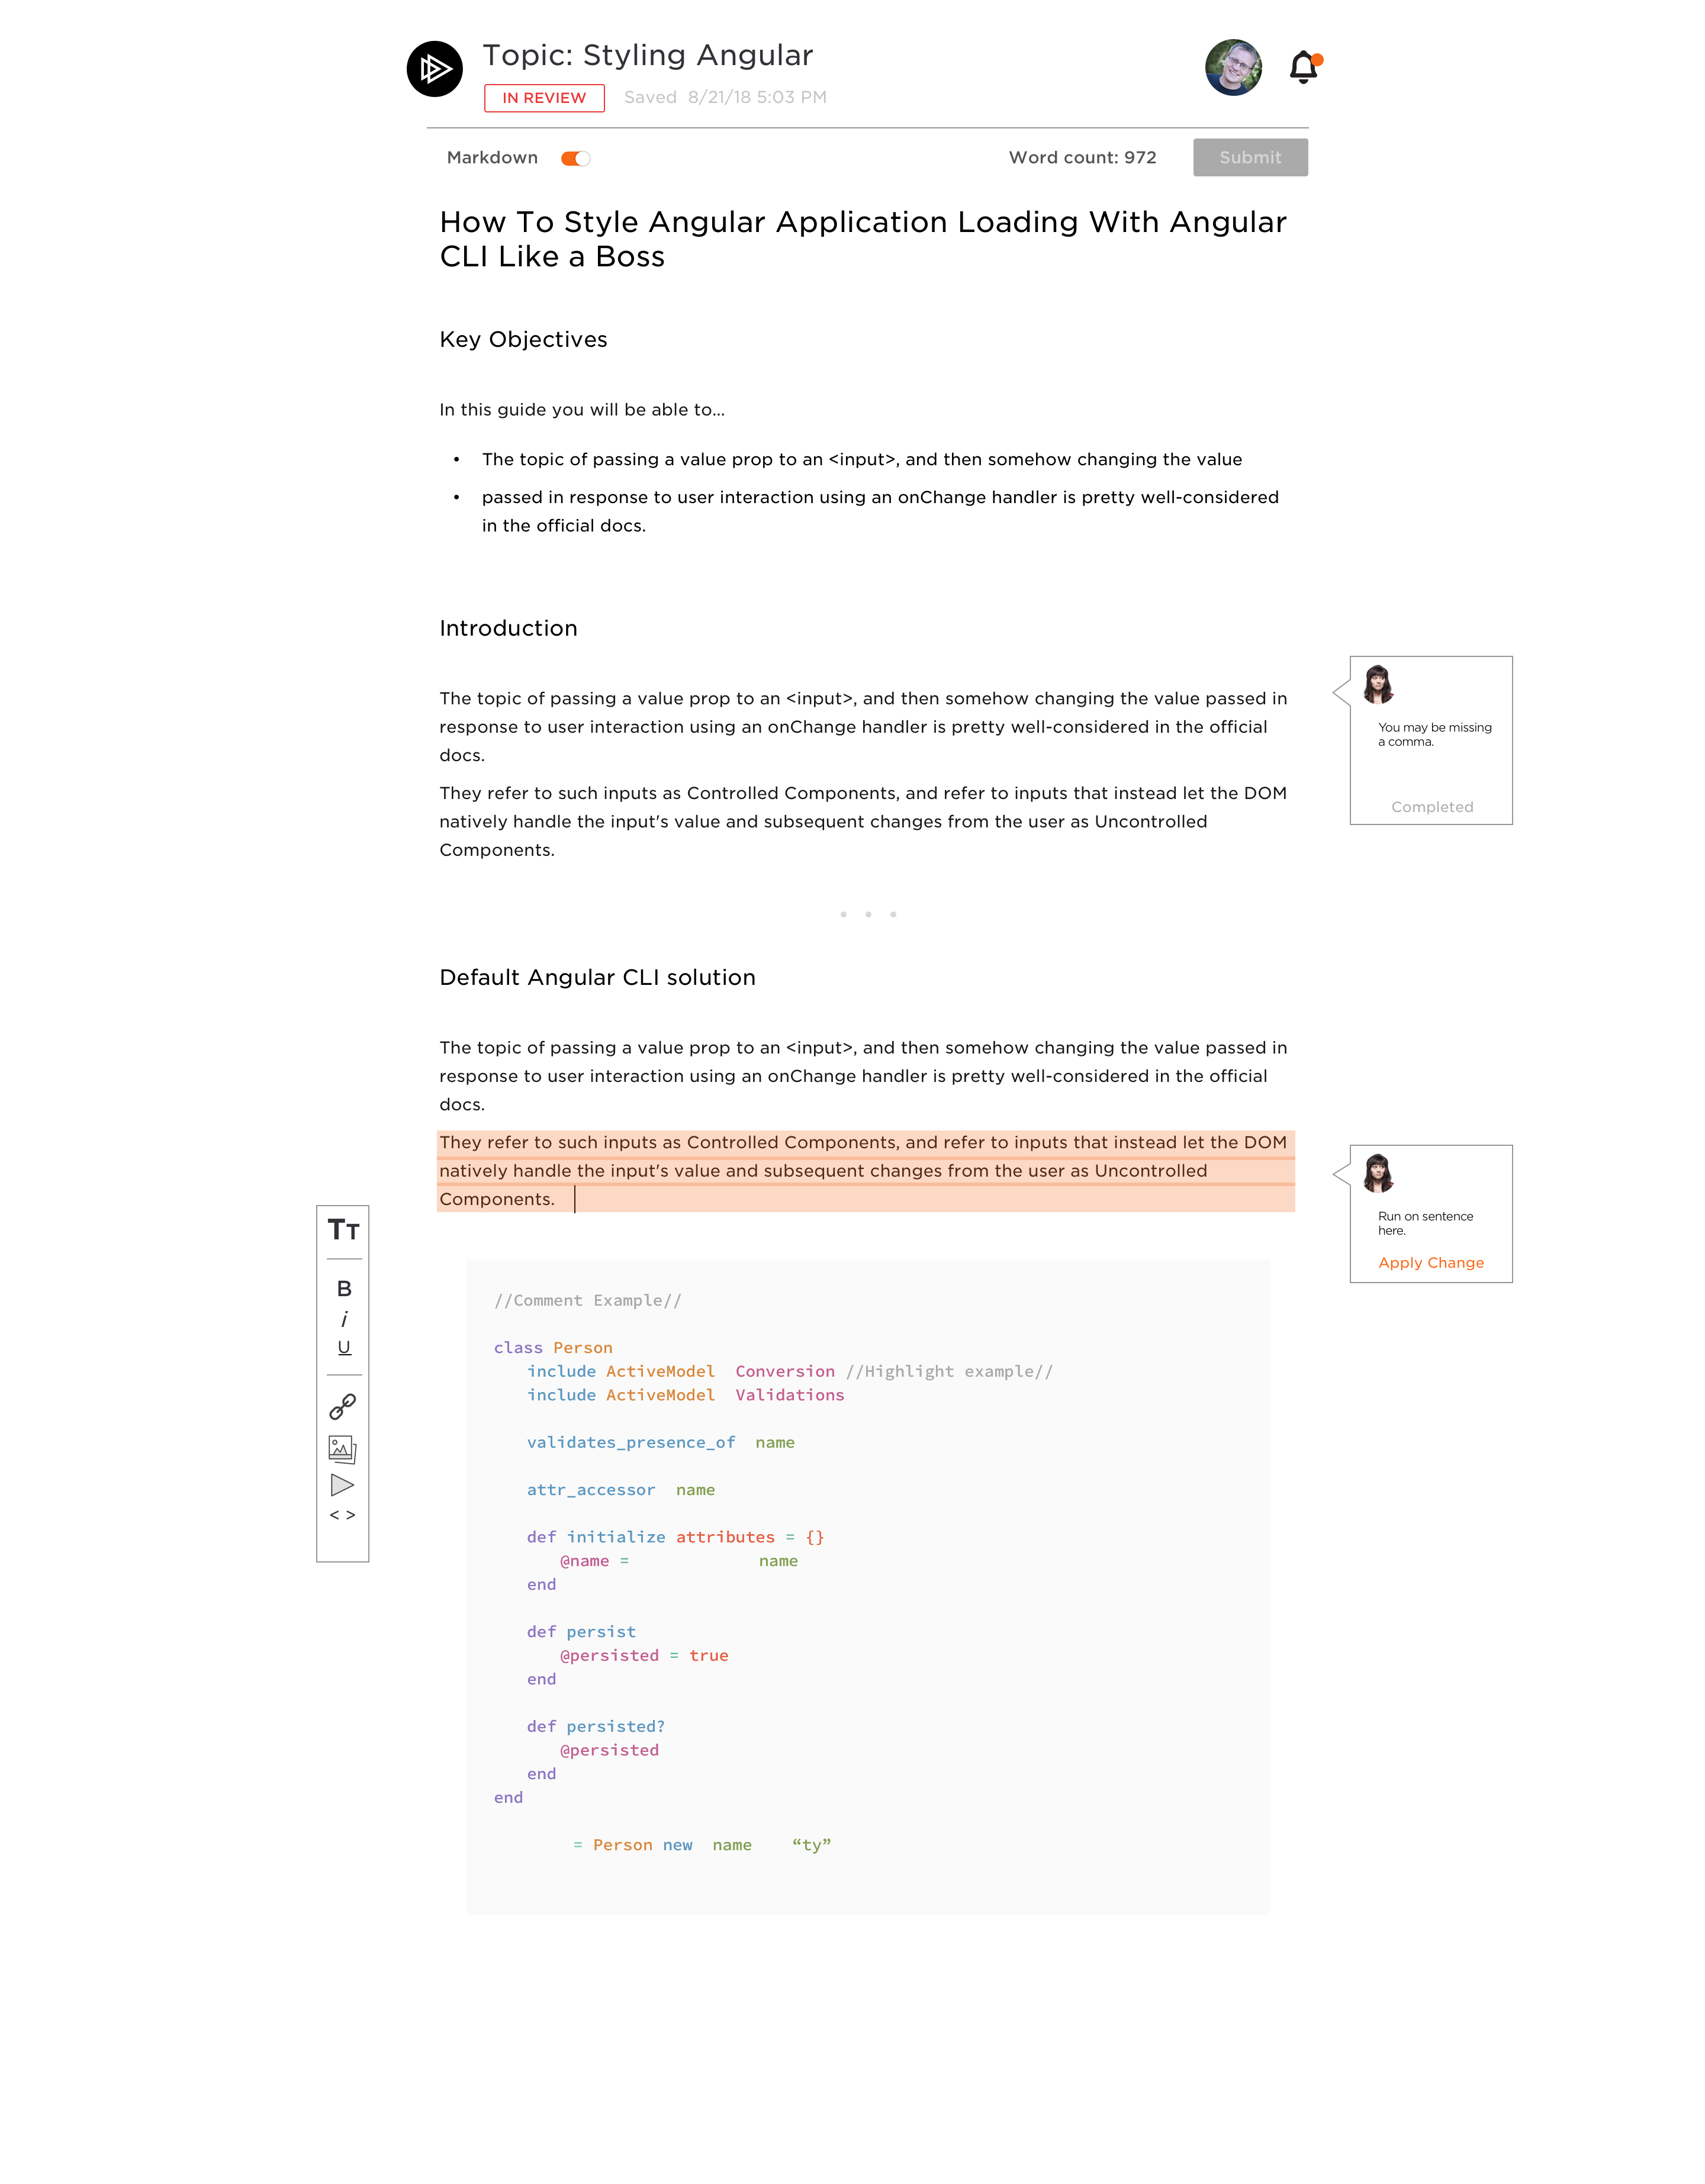 Topic: Styling Angular
IN REVIEW
Saved 8/21/18 5:03 PM
Markdown
Word count: 972
Submit
How To Style Angular Application Loading With Angular
CLI Like a Boss
Key Objectives
In this guide you will be able to...
• The topic of passing a value prop to an <input>, and then somehow changing the value
• passed in response to user interaction using an onChange handler is pretty well-considered
in the official docs.
Introduction
The topic of passing a value prop to an <input>, and then somehow changing the value passed in
response to user interaction using an onChange handler is pretty well-considered in the official
docs.
They refer to such inputs as Controlled Components, and refer to inputs that instead let the DOM
natively handle the input's value and subsequent changes from the user as Uncontrolled
Components.
You may be missing
a comma.
Completed
Default Angular CLI solution
The topic of passing a value prop to an <input>, and then somehow changing the value passed in
response to user interaction using an onChange handler is pretty well-considered in the official
docs.
They refer to such inputs as Controlled Components, and refer to inputs that instead let the DOM
natively handle the input's value and subsequent changes from the user as Uncontrolled
Components.
Run on sentence
here.
Apply Change
TT
B
i
U
< >
//Comment Example//
class Person
include ActiveModel Conversion //Highlight example//
include ActiveModel Validations
validates_presence_of name
attr_accessor name
def initialize attributes = {}
@name = name
end
def persist
@persisted = true
end
def persisted?
@persisted
end
end
= Person new name “ty”